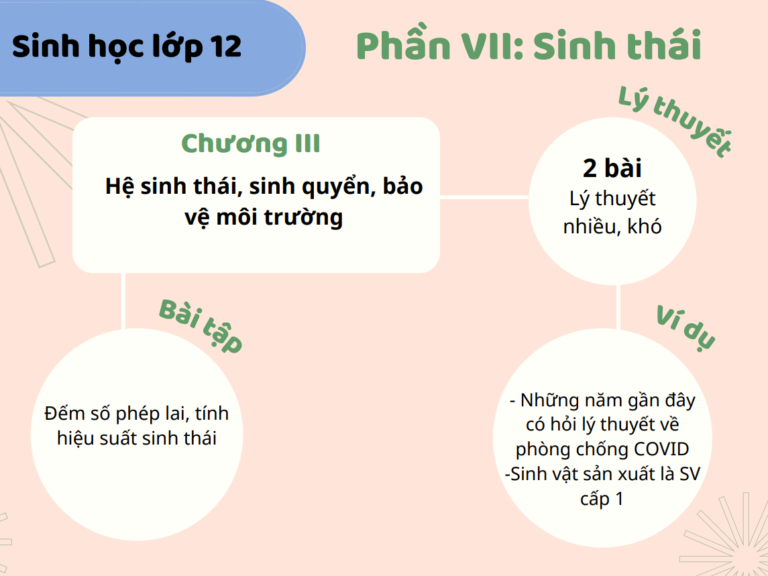 Sinh học lớp 12
Phần VII: Sinh thái
Chương III
Hệ sinh thái, sinh quyển, bảo
vệ môi trường
Lý thuyết
2 bài
Lý thuyết
nhiều, khó
Bài tập
Đếm số phép lai, tính
hiệu suất sinh thái
Ví dụ
- Những năm gần đây
có hỏi lý thuyết về
phòng chống COVID
-Sinh vật sản xuất là SV
cấp 1